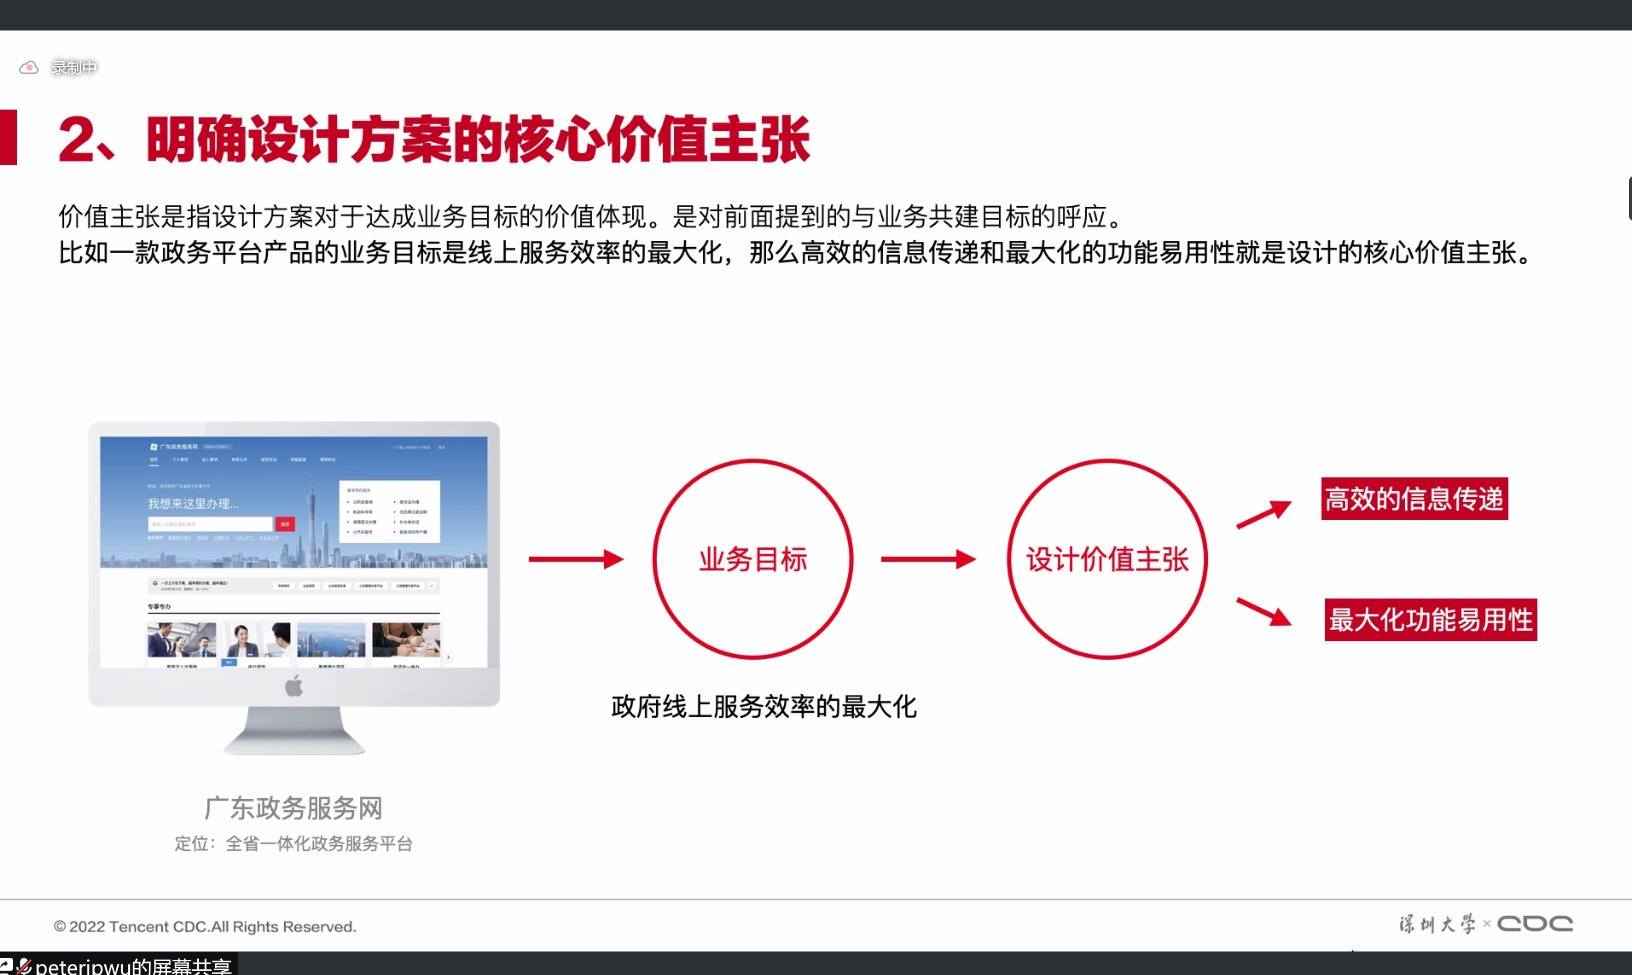 录制中
2、明确设计方案的核心价值主张
价值主张是指设计方案对于达成业务目标的价值体现。是对前面提到的与业务共建目标的呼应。
比如一款政务平台产品的业务目标是线上服务效率的最大化，那么高效的信息传递和最大化的功能易用性就是设计的核心价值主张。
广东政务服务网
我想来这里办理...
专事专办
业务目标
设计价值主张
高效的信息传递
最大化功能易用性
政府线上服务效率的最大化
广东政务服务网
定位：全省一体化政务服务平台
© 2022 Tencent CDC.All Rights Reserved.
深圳大学 × CDC
peteripwu的屏幕共享